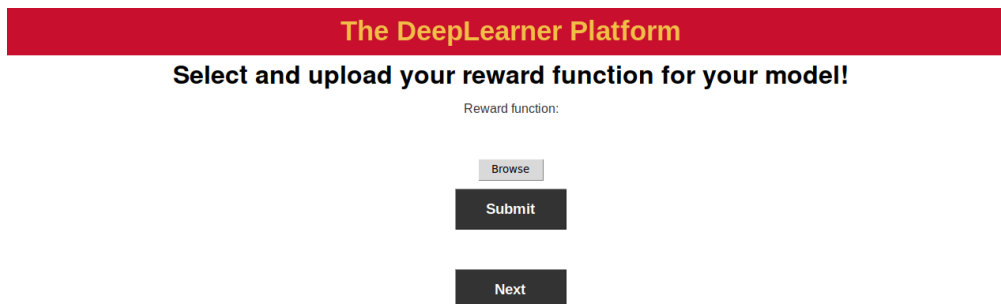 The DeepLearner Platform
Select and upload your reward function for your model!
Reward function:
Browse
Submit
Next